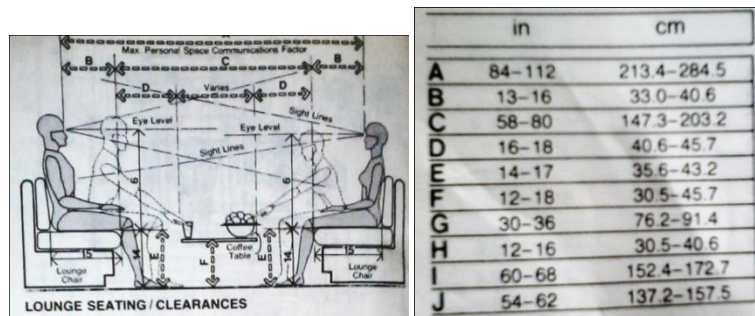 Max. Personal Space Communications Factor
B C B
D Varies D
Sight Lines
Eye Level Eye Level
Sight Lines
6 6
15 14 E F E 14 15
Coffee
Table
Lounge
Chair
Lounge
Chair
LOUNGE SEATING/CLEARANCES
in cm
A 84–112 213.4–284.5
B 13–16 33.0–40.6
C 58–80 147.3–203.2
D 16–18 40.6–45.7
E 14–17 35.6–43.2
F 12–18 30.5–45.7
G 30–36 76.2–91.4
H 12–16 30.5–40.6
I 60–68 152.4–172.7
J 54–62 137.2–157.5